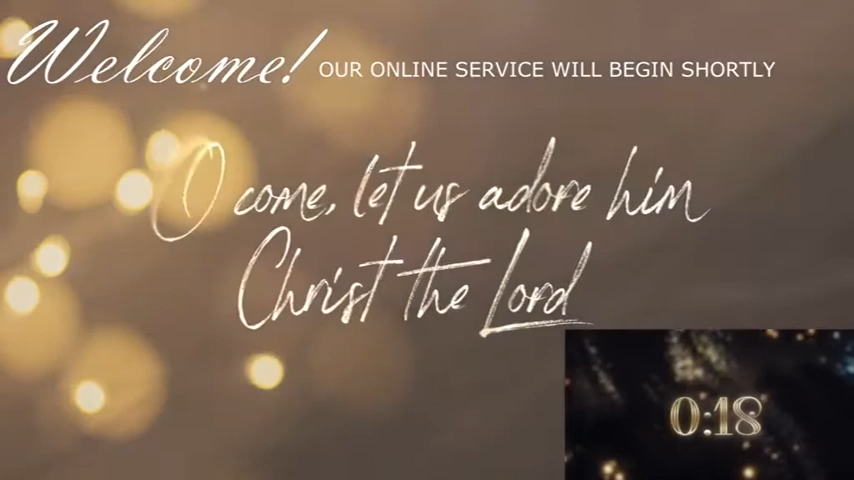 Welcome! OUR ONLINE SERVICE WILL BEGIN SHORTLY
O come, let us adore him
Christ the Lord
0:18